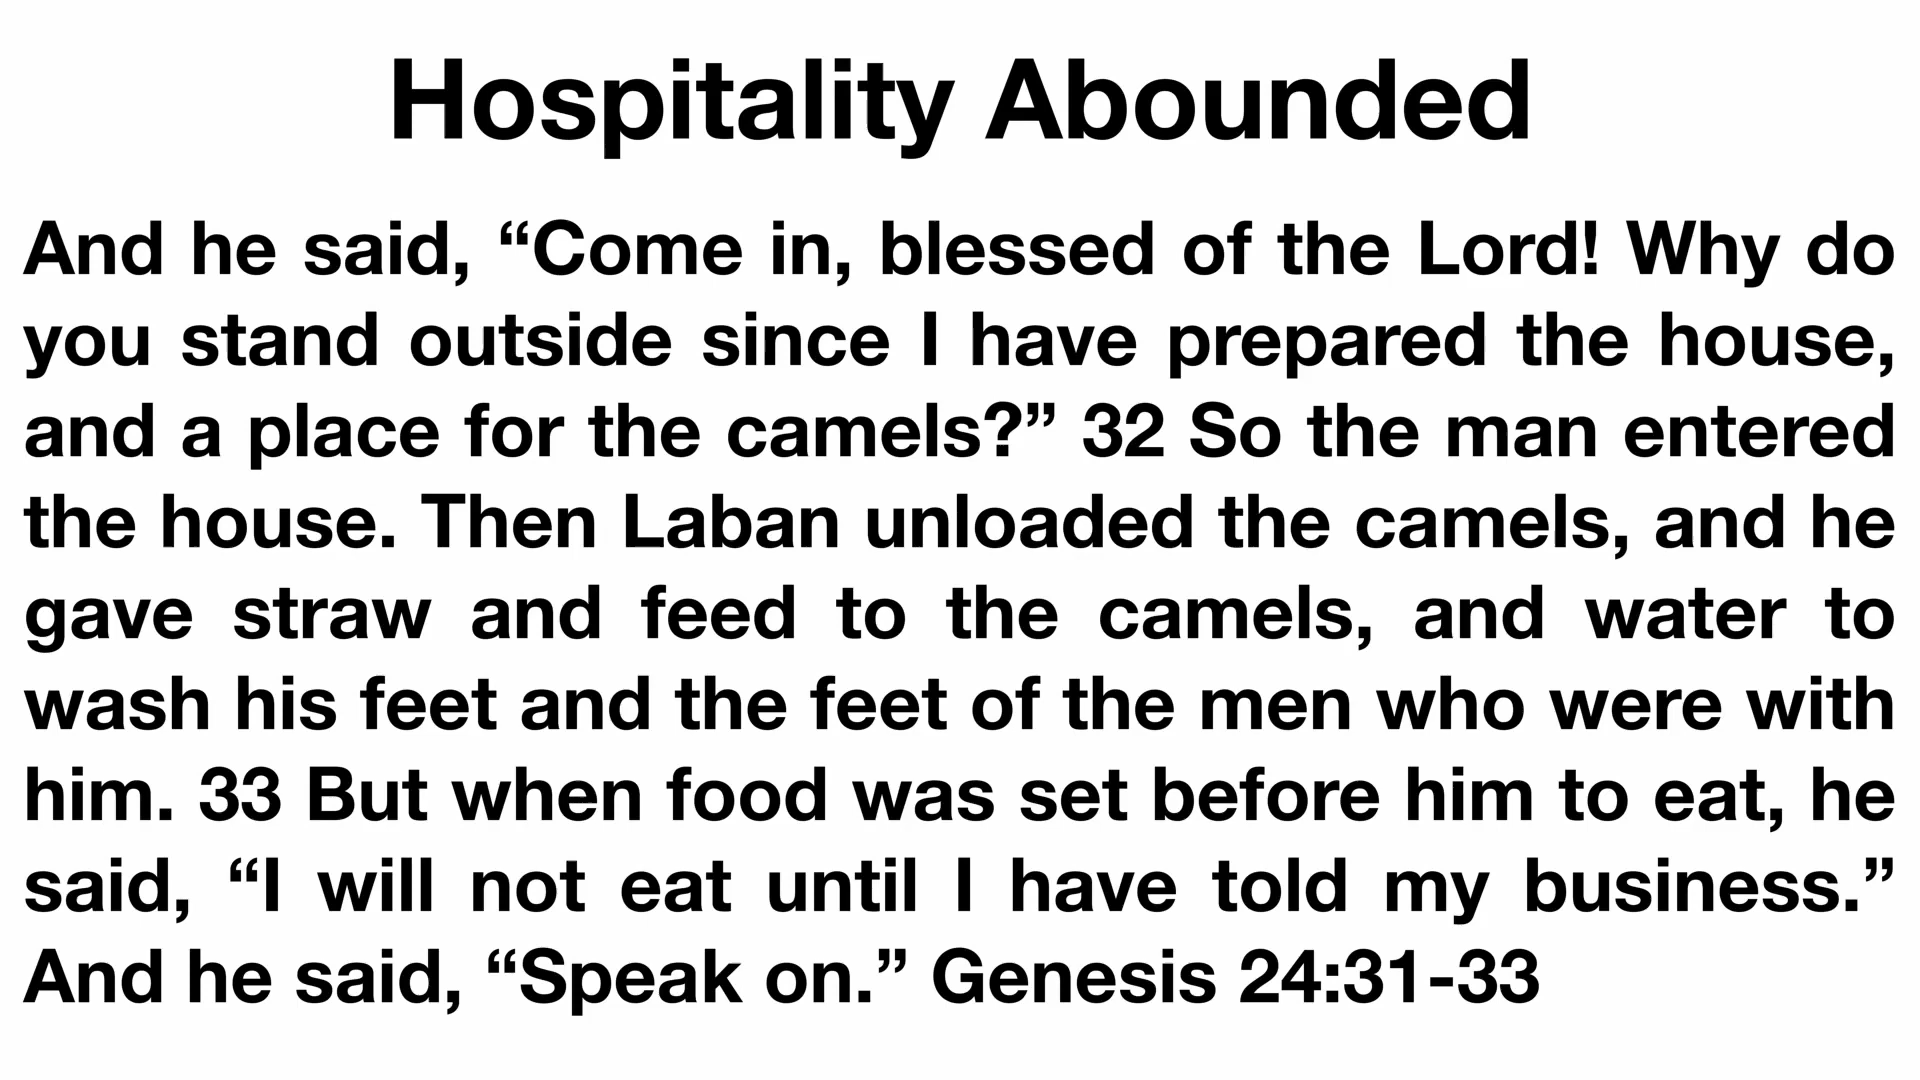 Hospitality Abounded
And he said, “Come in, blessed of the Lord! Why do
you stand outside since I have prepared the house,
and a place for the camels?” 32 So the man entered
the house. Then Laban unloaded the camels, and he
gave straw and feed to the camels, and water to
wash his feet and the feet of the men who were with
him. 33 But when food was set before him to eat, he
said, “I will not eat until I have told my business.”
And he said, “Speak on.” Genesis 24:31-33